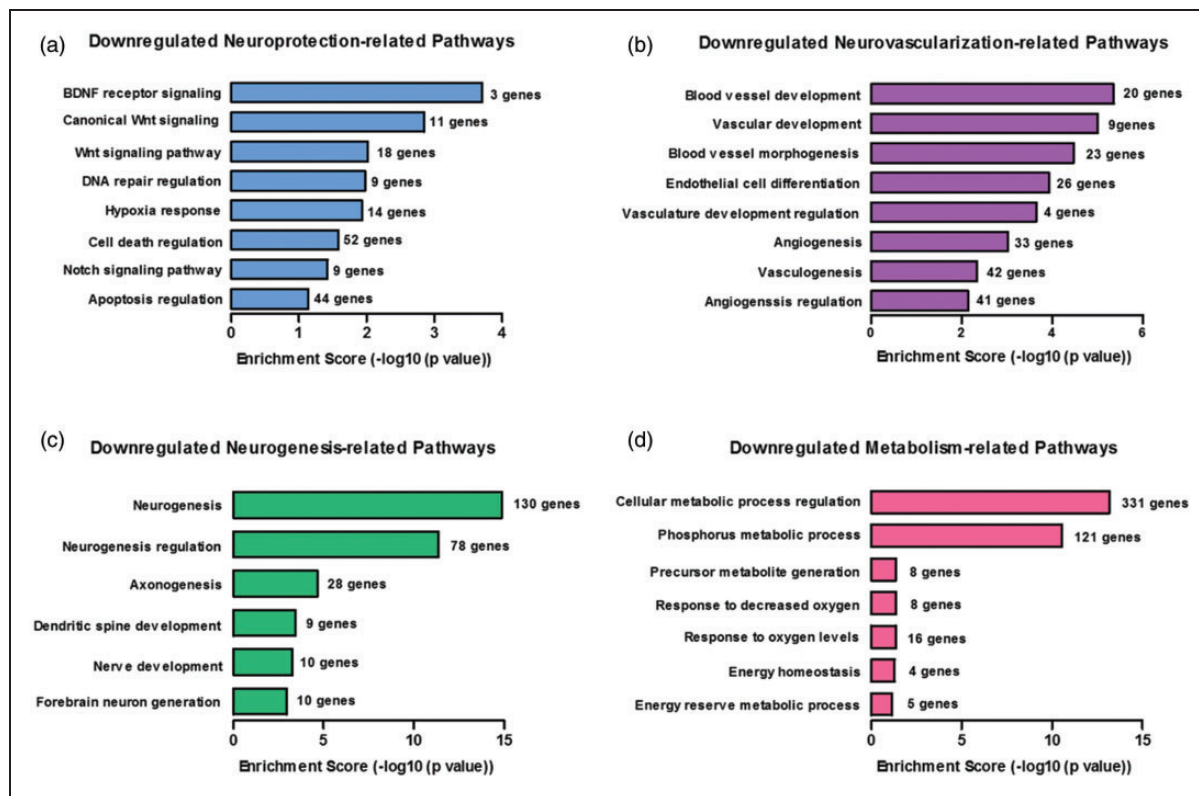 (a)
Downregulated Neuroprotection-related Pathways
BDNF receptor signaling 3 genes
Canonical Wnt signaling 11 genes
Wnt signaling pathway 18 genes
DNA repair regulation 9 genes
Hypoxia response 14 genes
Cell death regulation 52 genes
Notch signaling pathway 9 genes
Apoptosis regulation 44 genes
0 1 2 3 4
Enrichment Score (-log10 (p value))
(b)
Downregulated Neurovascularization-related Pathways
Blood vessel development 20 genes
Vascular development 9genes
Blood vessel morphogenesis 23 genes
Endothelial cell differentiation 26 genes
Vasculature development regulation 4 genes
Angiogenesis 33 genes
Vasculogenesis 42 genes
Angiogenssis regulation 41 genes
0 2 4 6
Enrichment Score (-log10 (p value))
(c)
Downregulated Neurogenesis-related Pathways
Neurogenesis 130 genes
Neurogenesis regulation 78 genes
Axonogenesis 28 genes
Dendritic spine development 9 genes
Nerve development 10 genes
Forebrain neuron generation 10 genes
0 5 10 15
Enrichment Score (-log10 (p value))
(d)
Downregulated Metabolism-related Pathways
Cellular metabolic process regulation 331 genes
Phosphorus metabolic process 121 genes
Precursor metabolite generation 8 genes
Response to decreased oxygen 8 genes
Response to oxygen levels 16 genes
Energy homeostasis 4 genes
Energy reserve metabolic process 5 genes
0 5 10 15
Enrichment Score (-log10 (p value))